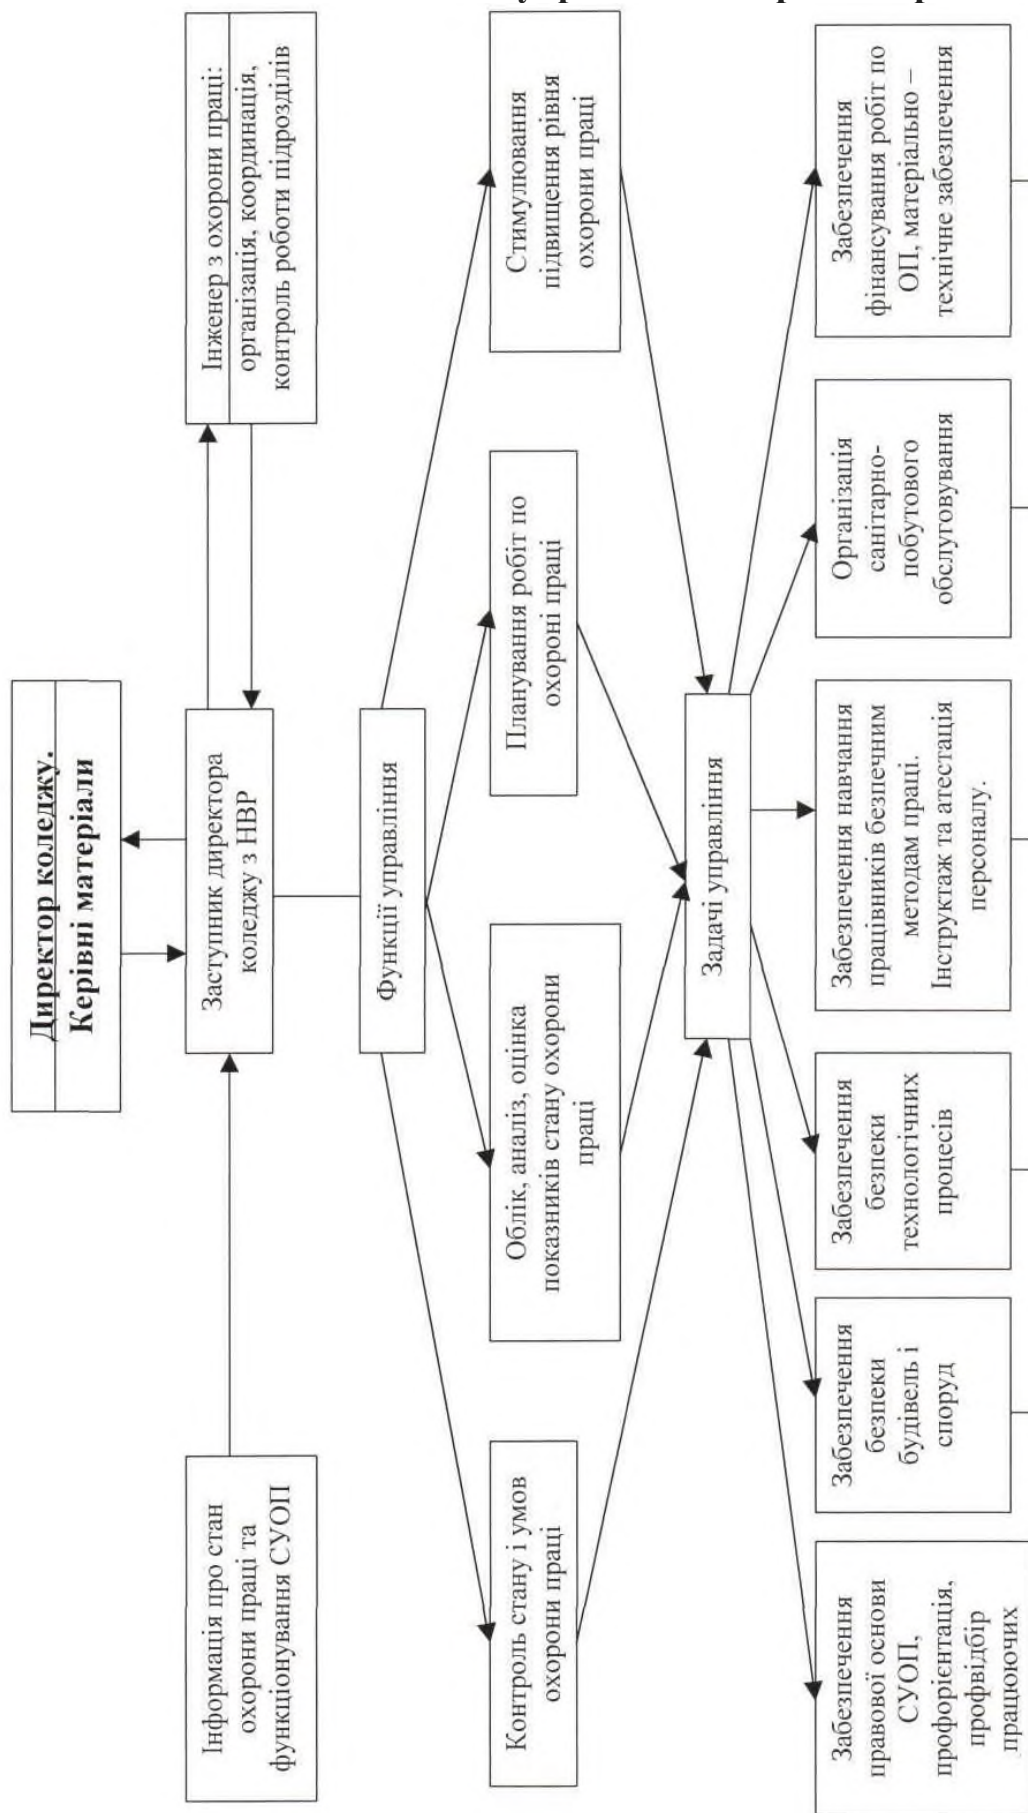 Директор коледжу.
Керівні матеріали
Інформація про стан
охорони праці та
функціонування СУОП
Заступник директора
коледжу з НВР
Інженер з охорони праці:
організація, координація,
контроль роботи підрозділів
Функції управління
Контроль стану і умов
охорони праці
Облік, аналіз, оцінка
показників стану охорони
праці
Планування робіт по
охороні праці
Стимулювання
підвищення рівня
охорони праці
Задачі управління
Забезпечення
правової основи
СУОП,
профорієнтація,
профвідбір
працюючих
Забезпечення
безпеки
будівель і
споруд
Забезпечення
безпеки
технологічних
процесів
Забезпечення навчання
працівників безпечним
методам праці.
Інструктаж та атестація
персоналу.
Організація
санітарно-
побутового
обслуговування
Забезпечення
фінансування робіт по
ОП, матеріально –
технічне забезпечення